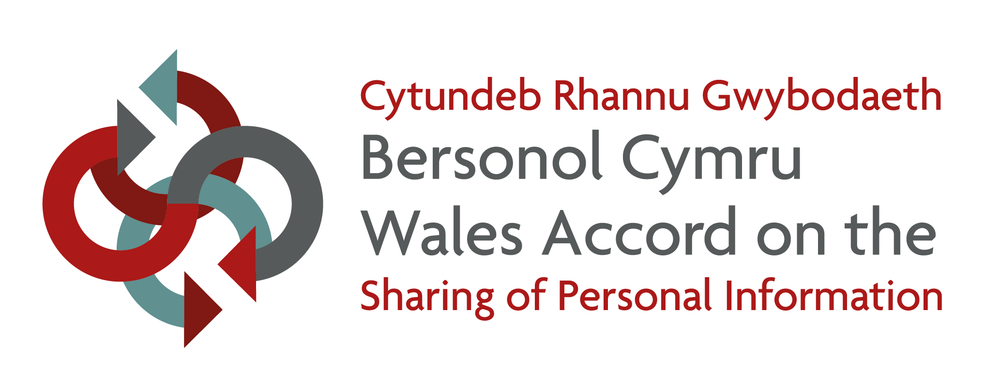 Cytundeb Rhannu Gwybodaeth
Bersonol Cymru
Wales Accord on the
Sharing of Personal Information